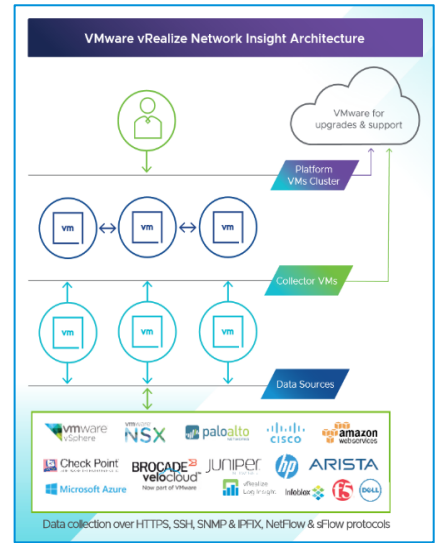 VMware vRealize Network Insight Architecture
VMware for
upgrades & support
Platform
VMs Cluster
vm
vm
vm
Collector VMs
vm
vm
vm
Data Sources
vmware
vSphere
vmware
NSX
paloalto
NETWORKS
cisco
amazon
webservices
Check Point
BROCADE
velocloud
Now part of VMware
JUNIPER
hp
ARISTA
Microsoft Azure
vRealize
Log Insight
Infoblox
f5
DELL
Data collection over HTTPS, SSH, SNMP & IPFIX, NetFlow & sFlow protocols